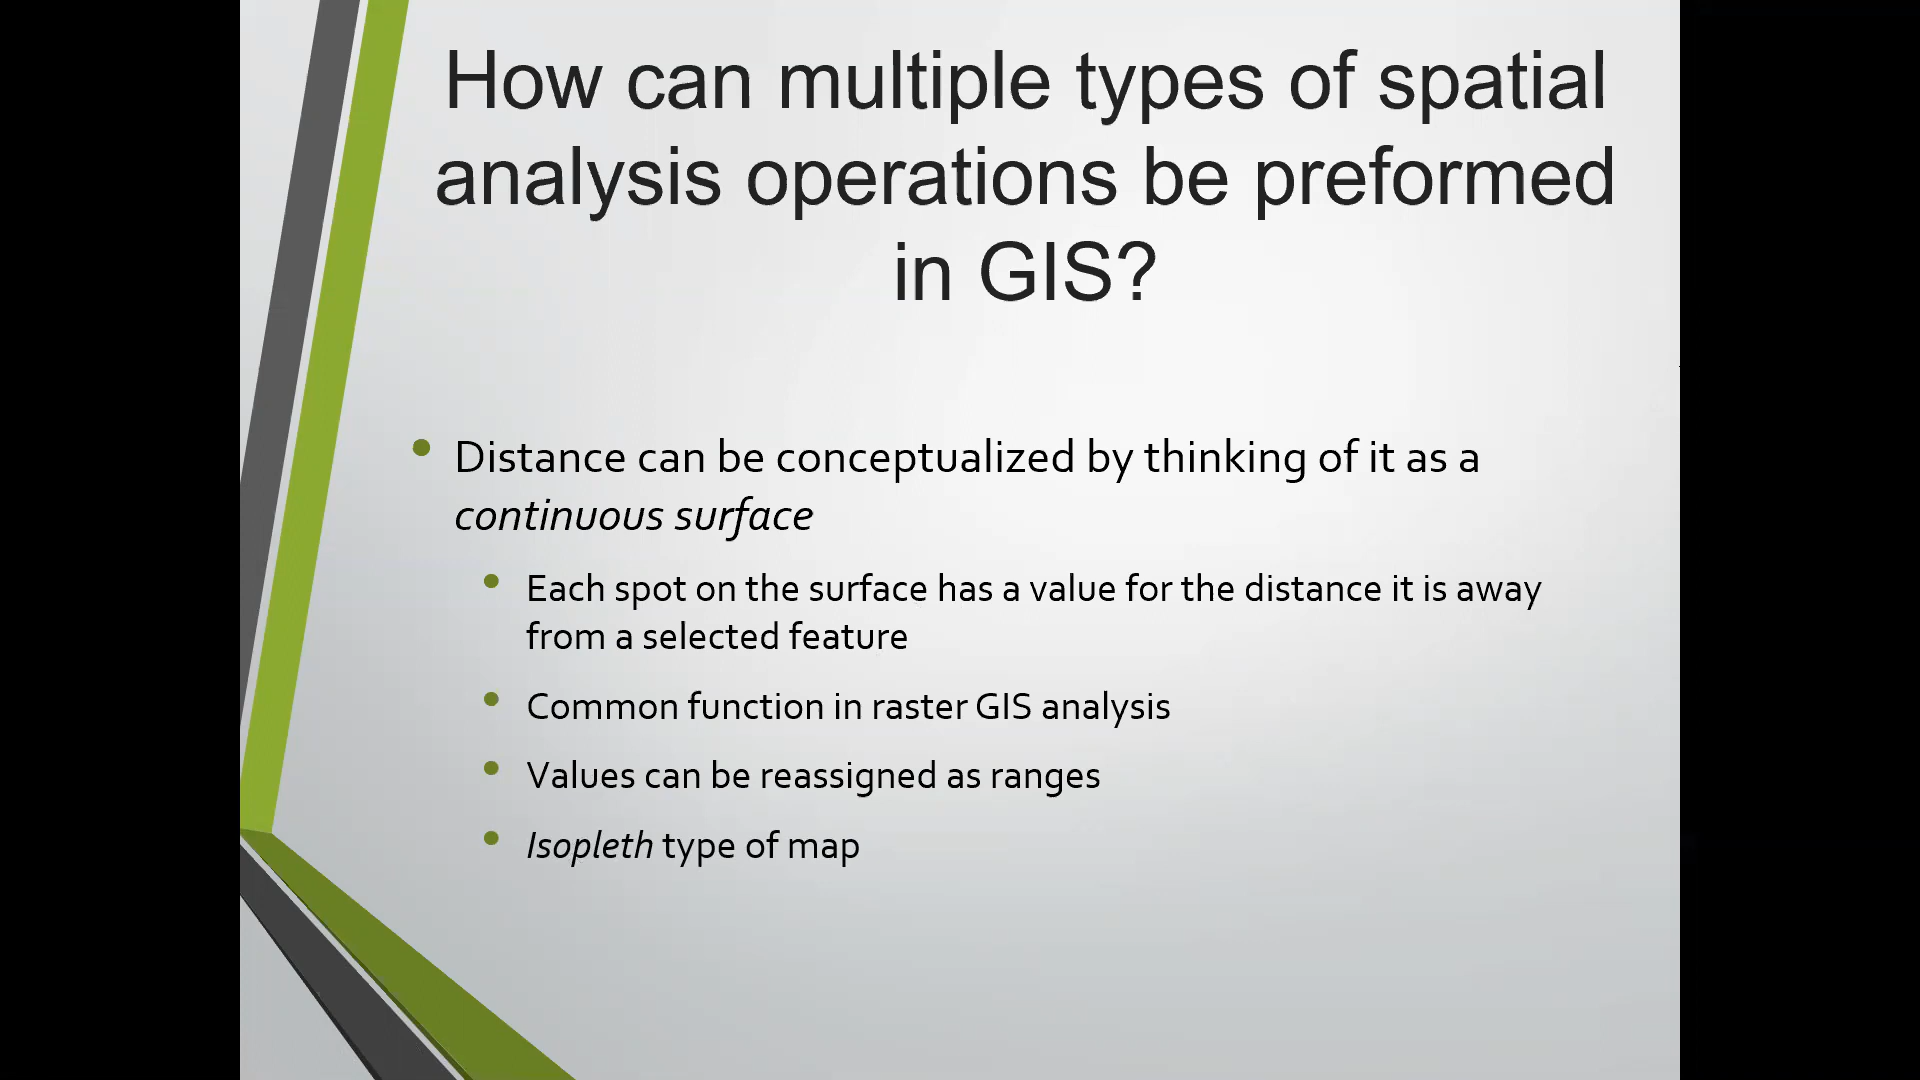 How can multiple types of spatial
analysis operations be preformed
in GIS?
Distance can be conceptualized by thinking of it as a
continuous surface
Each spot on the surface has a value for the distance it is away
from a selected feature
Common function in raster GIS analysis
Values can be reassigned as ranges
Isopleth type of map